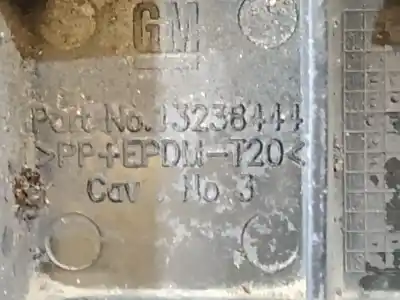 GM
Part No.13238444
>PP+EPDM-T20<
Cav. No 3